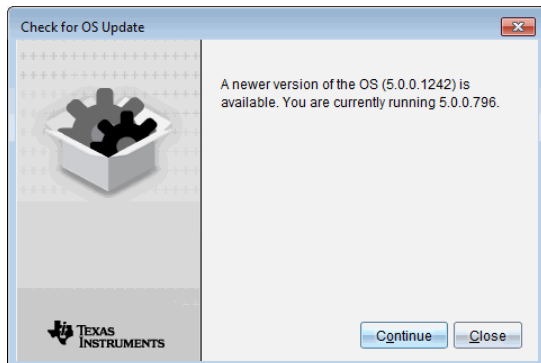 Check for OS Update
A newer version of the OS (5.0.0.1242) is
available. You are currently running 5.0.0.796.
TEXAS
INSTRUMENTS
Continue Close